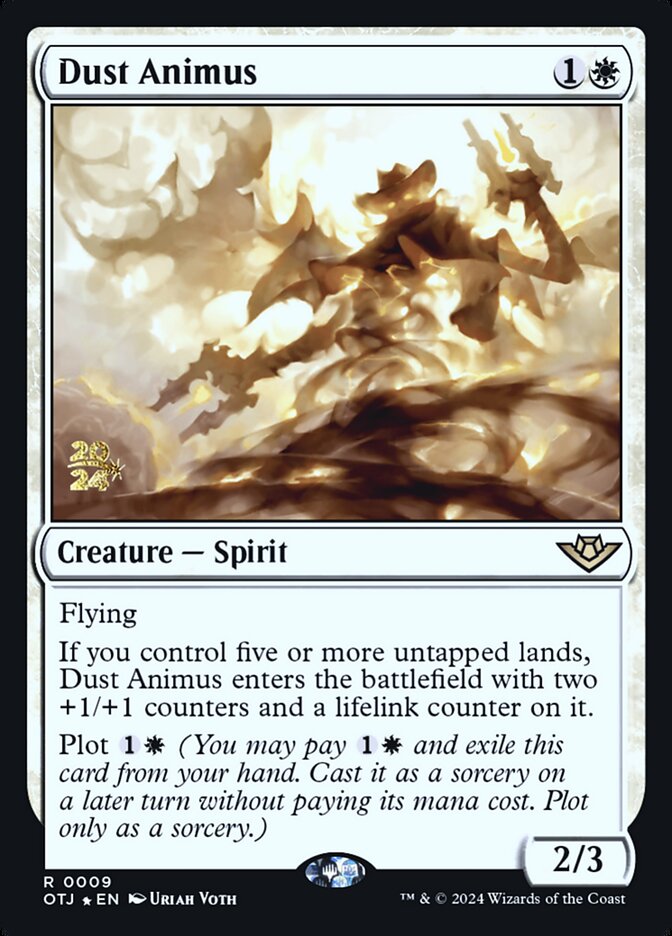 Dust Animus 1
20
24
Creature — Spirit
Flying
If you control five or more untapped lands,
Dust Animus enters the battlefield with two
+1/+1 counters and a lifelink counter on it.
Plot 1 (You may pay 1 and exile this
card from your hand. Cast it as a sorcery on
a later turn without paying its mana cost. Plot
only as a sorcery.)
2/3
R 0009
OTJ ★ EN Uriah Voth
™ & © 2024 Wizards of the Coast